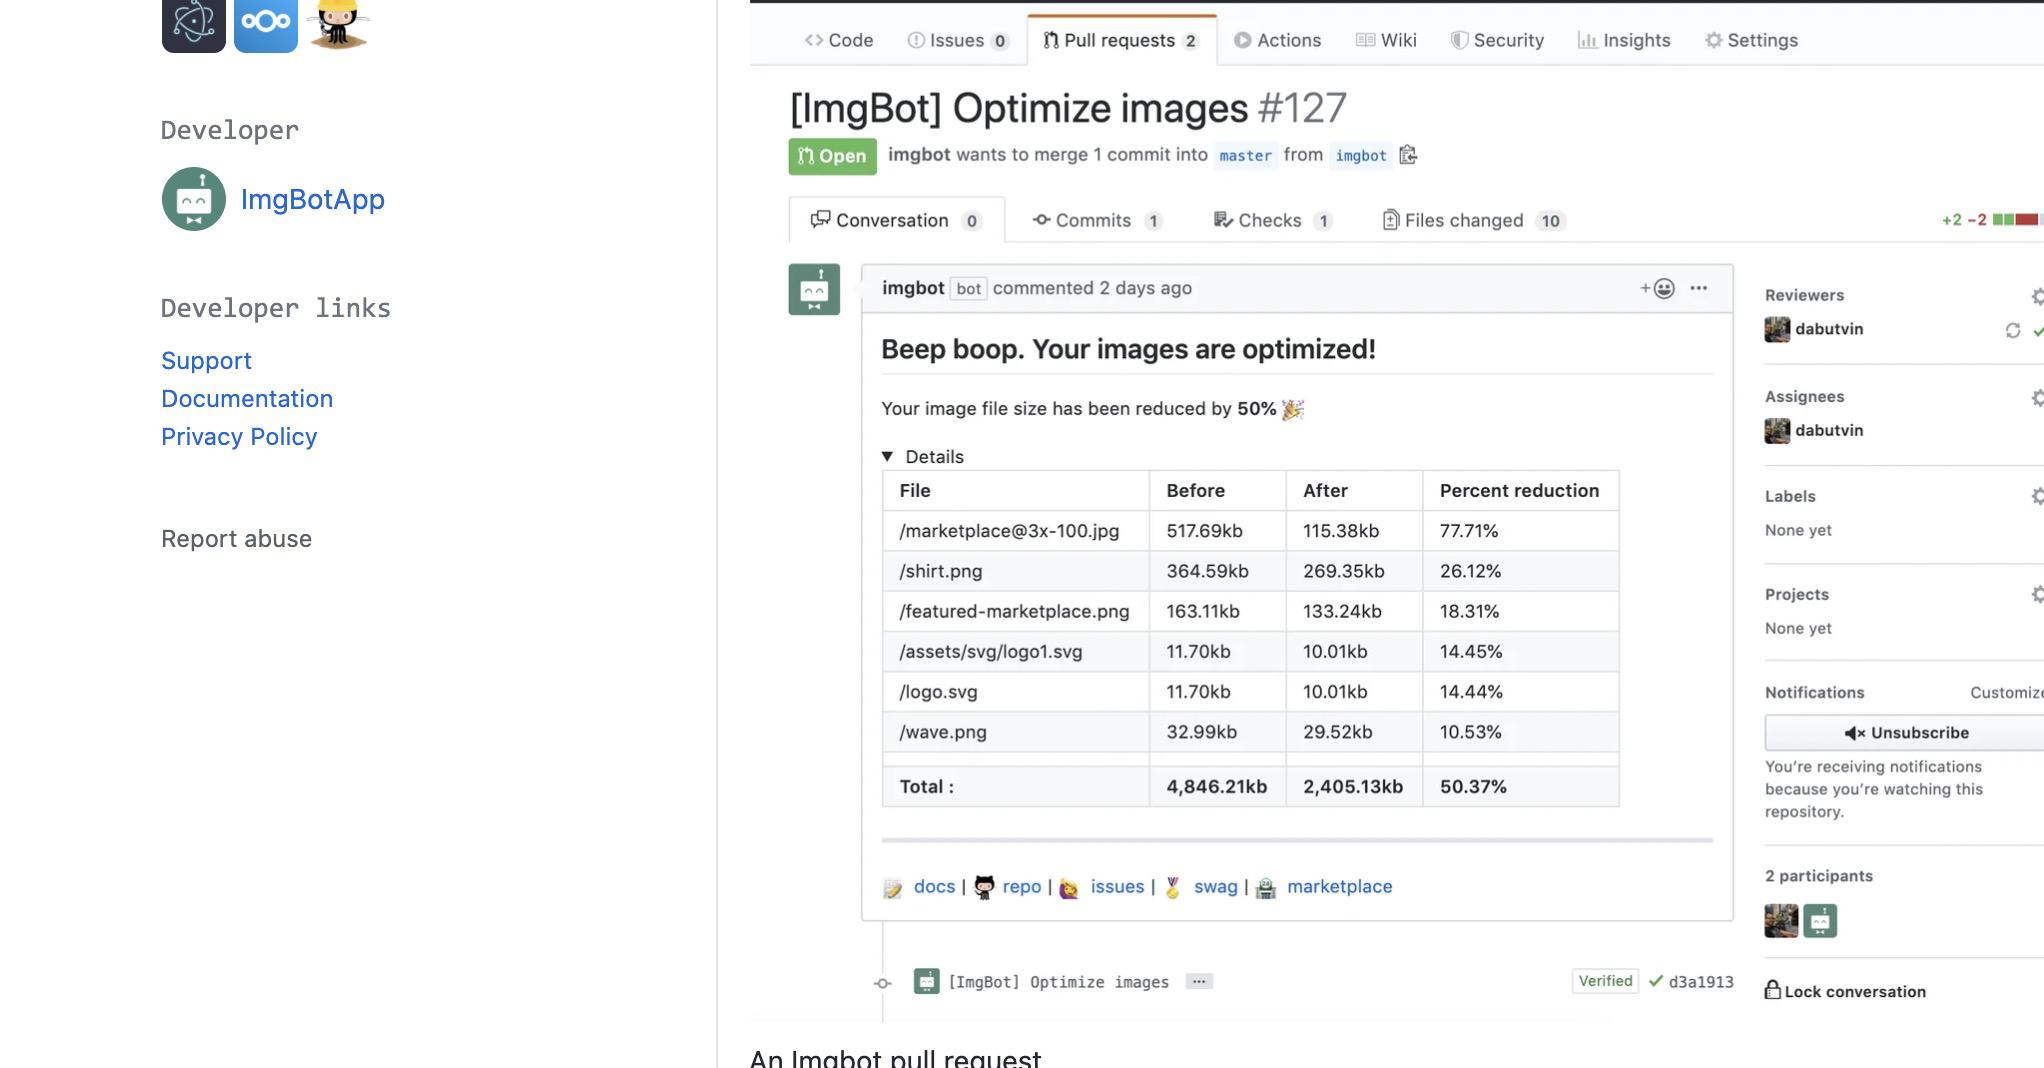 Developer
ImgBotApp
Developer links
Support
Documentation
Privacy Policy
Report abuse
Code Issues 0 Pull requests 2 Actions Wiki Security Insights Settings
[ImgBot] Optimize images #127
Open imgbot wants to merge 1 commit into master from imgbot
Conversation 0 Commits 1 Checks 1 Files changed 10 +2 −2
imgbot bot commented 2 days ago
Beep boop. Your images are optimized!
Your image file size has been reduced by 50% 🎉
▼ Details
File Before After Percent reduction
/marketplace@3x-100.jpg 517.69kb 115.38kb 77.71%
/shirt.png 364.59kb 269.35kb 26.12%
/featured-marketplace.png 163.11kb 133.24kb 18.31%
/assets/svg/logo1.svg 11.70kb 10.01kb 14.45%
/logo.svg 11.70kb 10.01kb 14.44%
/wave.png 32.99kb 29.52kb 10.53%
Total : 4,846.21kb 2,405.13kb 50.37%
docs | repo | issues | swag | marketplace
[ImgBot] Optimize images ... Verified d3a1913
Reviewers
dabutvin
Assignees
dabutvin
Labels
None yet
Projects
None yet
Notifications Customize
Unsubscribe
You’re receiving notifications
because you’re watching this
repository.
2 participants
Lock conversation
An Imgbot pull request